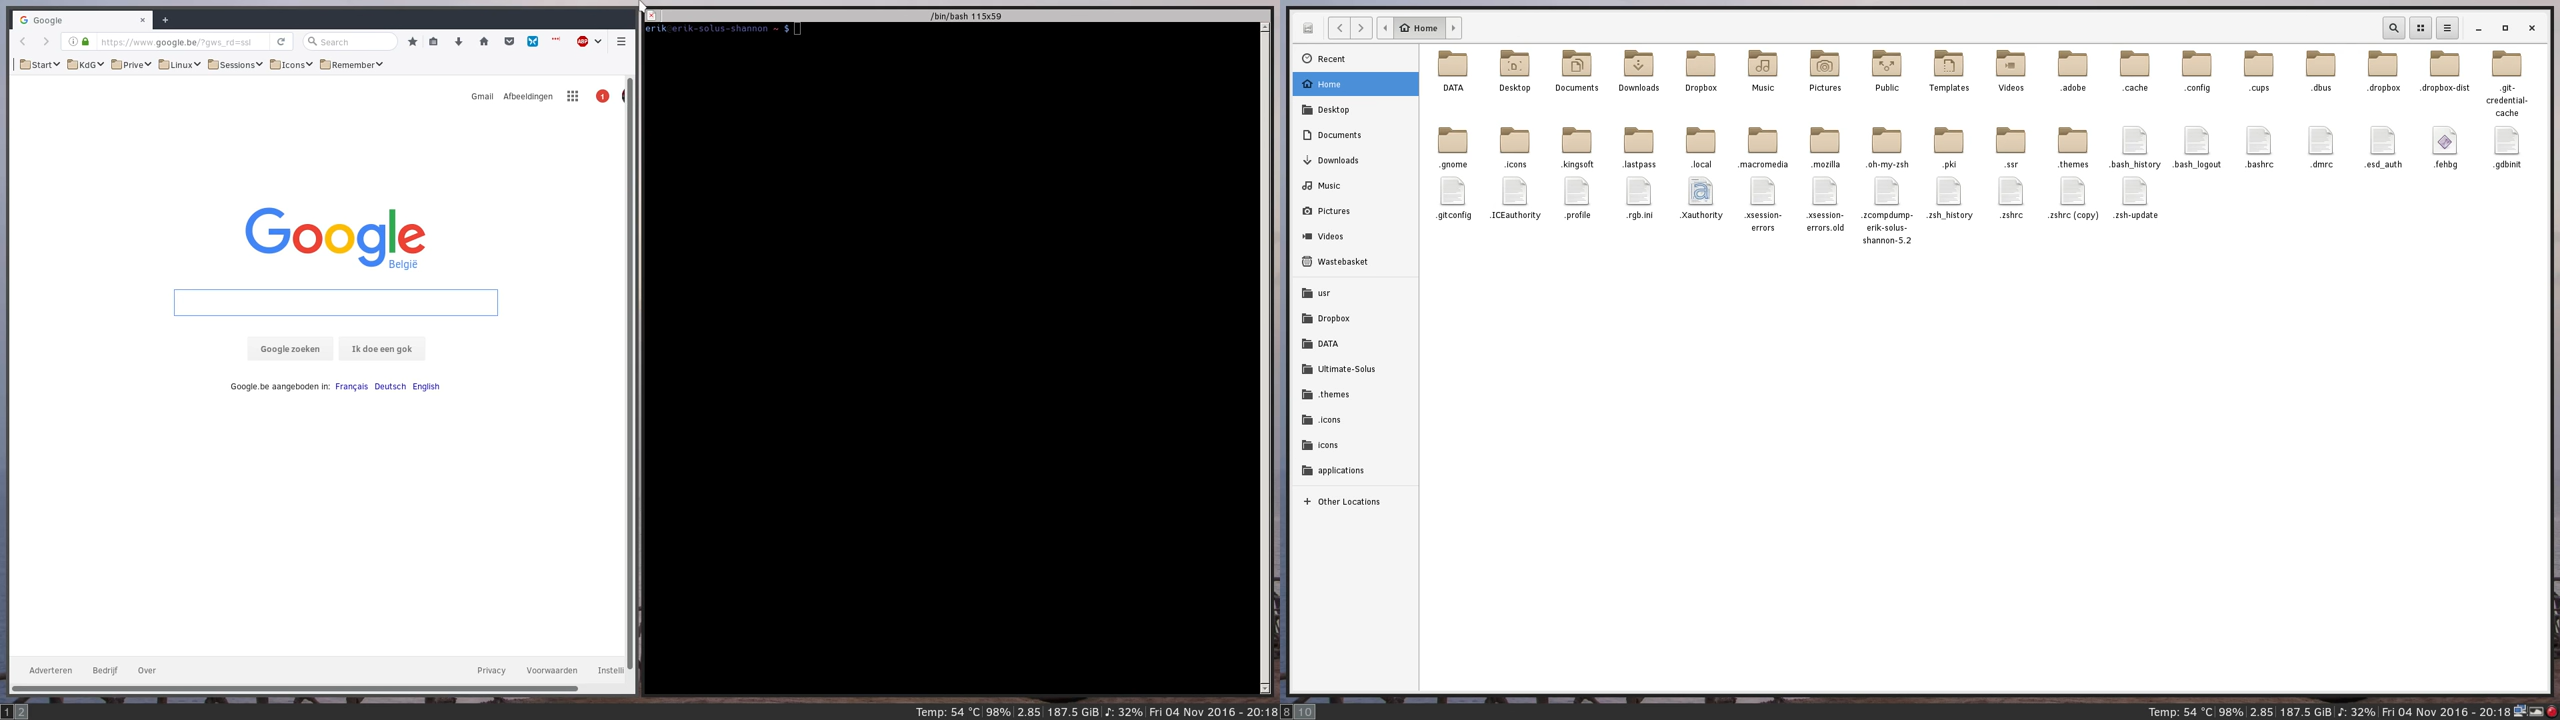 Google
https://www.google.be/?gws_rd=ssl
Search
ABP
Start
KdG
Prive
Linux
Sessions
Icons
Remember
Gmail
Afbeeldingen
1
Google
België
Google zoeken
Ik doe een gok
Google.be aangeboden in: Français Deutsch English
Adverteren
Bedrijf
Over
Privacy
Voorwaarden
Instelli
/bin/bash 115x59
erik erik-solus-shannon ~ $
Home
Recent
Home
Desktop
Documents
Downloads
Music
Pictures
Videos
Wastebasket
usr
Dropbox
DATA
Ultimate-Solus
.themes
.icons
icons
applications
Other Locations
DATA
Desktop
Documents
Downloads
Dropbox
Music
Pictures
Public
Templates
Videos
.adobe
.cache
.config
.cups
.dbus
.dropbox
.dropbox-dist
.git-
credential-
cache
.gnome
.icons
.kingsoft
.lastpass
.local
.macromedia
.mozilla
.oh-my-zsh
.pki
.ssr
.themes
.bash_history
.bash_logout
.bashrc
.dmrc
.esd_auth
.fehbg
.gdbinit
.gitconfig
.ICEauthority
.profile
.rgb.ini
.Xauthority
.xsession-
errors
.xsession-
errors.old
.zcompdump-
erik-solus-
shannon-5.2
.zsh_history
.zshrc
.zshrc (copy)
.zsh-update
1 2
Temp: 54 °C 98% 2.85 187.5 GiB ♪: 32% Fri 04 Nov 2016 - 20:18
8 10
Temp: 54 °C 98% 2.85 187.5 GiB ♪: 32% Fri 04 Nov 2016 - 20:18